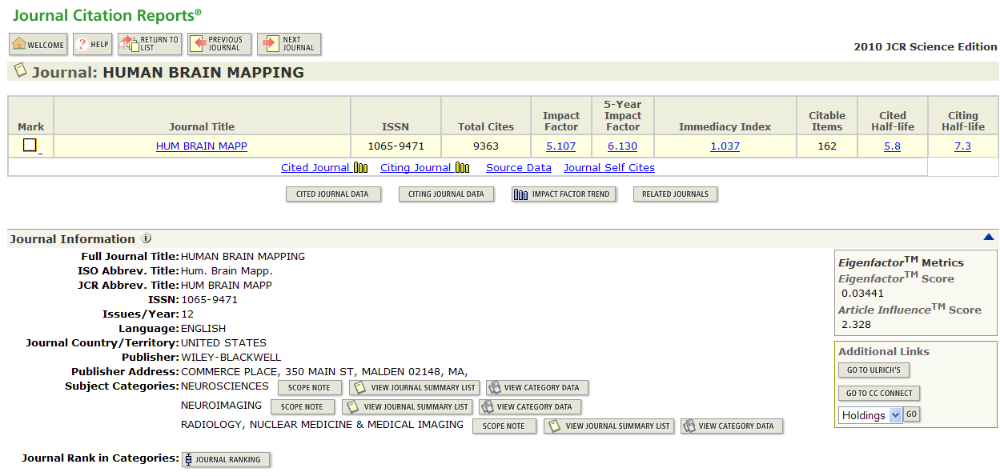 Journal Citation Reports®
WELCOME ? HELP RETURN TO LIST PREVIOUS JOURNAL NEXT JOURNAL
2010 JCR Science Edition
Journal: HUMAN BRAIN MAPPING
Mark Journal Title ISSN Total Cites Impact Factor 5-Year Impact Factor Immediacy Index Citable Items Cited Half-life Citing Half-life
HUM BRAIN MAPP 1065-9471 9363 5.107 6.130 1.037 162 5.8 7.3
Cited Journal Citing Journal Source Data Journal Self Cites
CITED JOURNAL DATA CITING JOURNAL DATA IMPACT FACTOR TREND RELATED JOURNALS
Journal Information i
Full Journal Title: HUMAN BRAIN MAPPING
ISO Abbrev. Title: Hum. Brain Mapp.
JCR Abbrev. Title: HUM BRAIN MAPP
ISSN: 1065-9471
Issues/Year: 12
Language: ENGLISH
Journal Country/Territory: UNITED STATES
Publisher: WILEY-BLACKWELL
Publisher Address: COMMERCE PLACE, 350 MAIN ST, MALDEN 02148, MA,
Subject Categories: NEUROSCIENCES SCOPE NOTE VIEW JOURNAL SUMMARY LIST VIEW CATEGORY DATA
NEUROIMAGING SCOPE NOTE VIEW JOURNAL SUMMARY LIST VIEW CATEGORY DATA
RADIOLOGY, NUCLEAR MEDICINE & MEDICAL IMAGING SCOPE NOTE VIEW JOURNAL SUMMARY LIST VIEW CATEGORY DATA
Journal Rank in Categories: JOURNAL RANKING
Eigenfactor™ Metrics
Eigenfactor™ Score
0.03441
Article Influence™ Score
2.328
Additional Links
GO TO ULRICH'S
GO TO CC CONNECT
Holdings GO